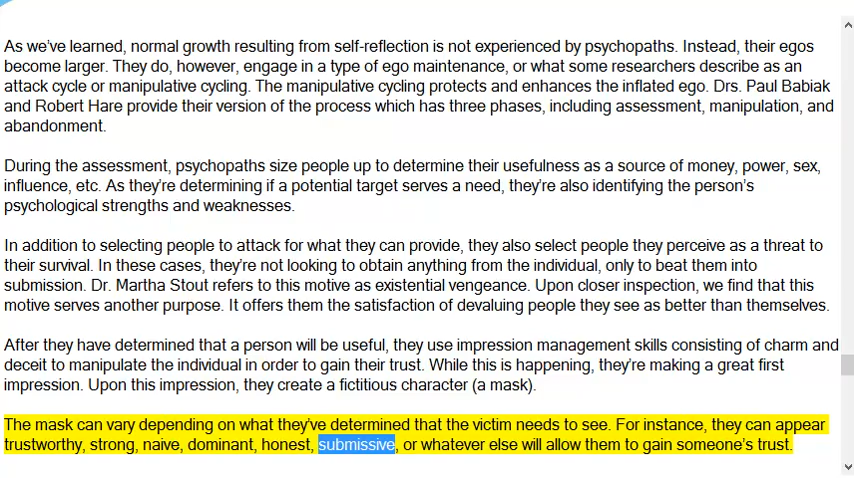 As we've learned, normal growth resulting from self-reflection is not experienced by psychopaths. Instead, their egos
become larger. They do, however, engage in a type of ego maintenance, or what some researchers describe as an
attack cycle or manipulative cycling. The manipulative cycling protects and enhances the inflated ego. Drs. Paul Babiak
and Robert Hare provide their version of the process which has three phases, including assessment, manipulation, and
abandonment.
During the assessment, psychopaths size people up to determine their usefulness as a source of money, power, sex,
influence, etc. As they're determining if a potential target serves a need, they're also identifying the person's
psychological strengths and weaknesses.
In addition to selecting people to attack for what they can provide, they also select people they perceive as a threat to
their survival. In these cases, they're not looking to obtain anything from the individual, only to beat them into
submission. Dr. Martha Stout refers to this motive as existential vengeance. Upon closer inspection, we find that this
motive serves another purpose. It offers them the satisfaction of devaluing people they see as better than themselves.
After they have determined that a person will be useful, they use impression management skills consisting of charm and
deceit to manipulate the individual in order to gain their trust. While this is happening, they're making a great first
impression. Upon this impression, they create a fictitious character (a mask).
The mask can vary depending on what they've determined that the victim needs to see. For instance, they can appear
trustworthy, strong, naive, dominant, honest, submissive, or whatever else will allow them to gain someone's trust.